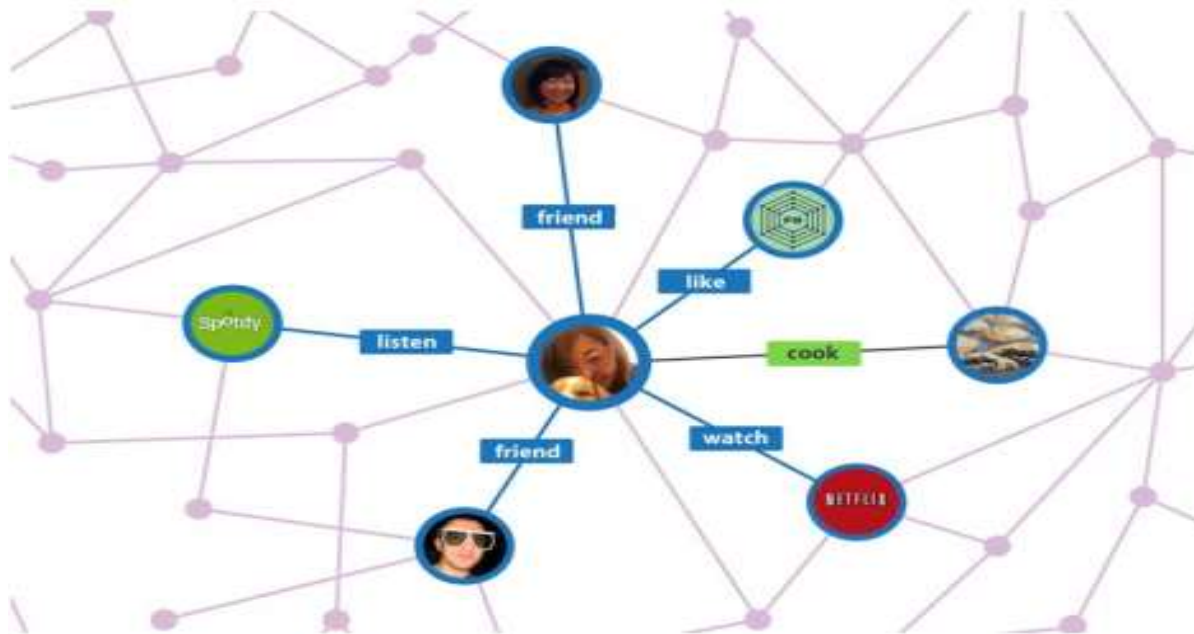 friend
like
Spotify
listen
cook
friend
watch
NETFLIX